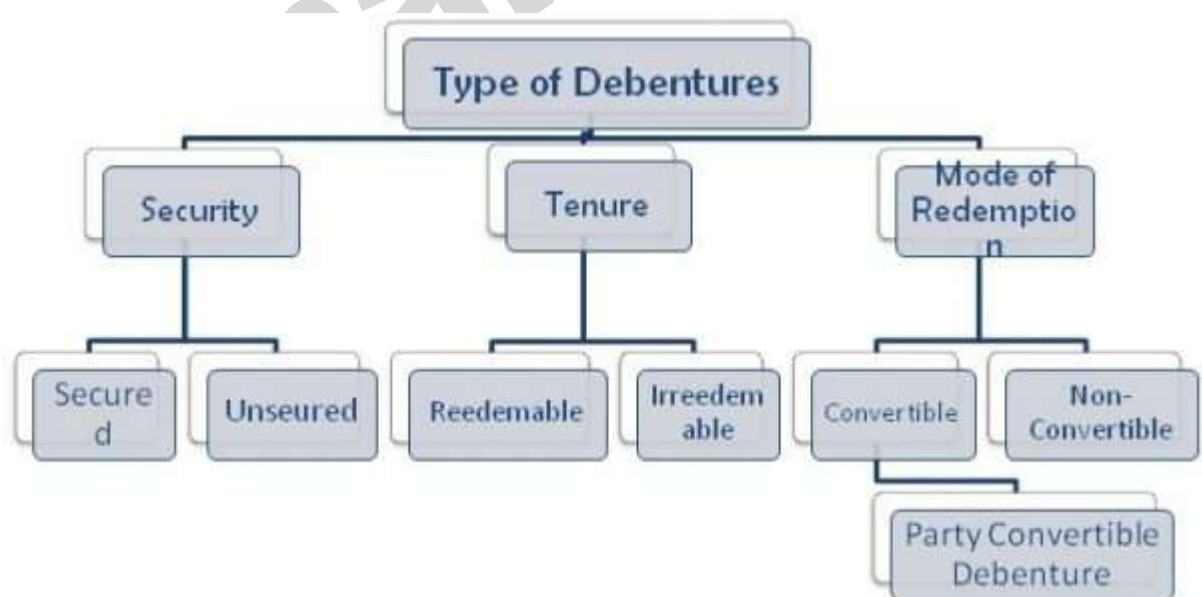 Type of Debentures
Security
Tenure
Mode of
Redemptio
n
Secure
d
Unseured
Reedemable
Irreedem
able
Convertible
Non-
Convertible
Party Convertible
Debenture